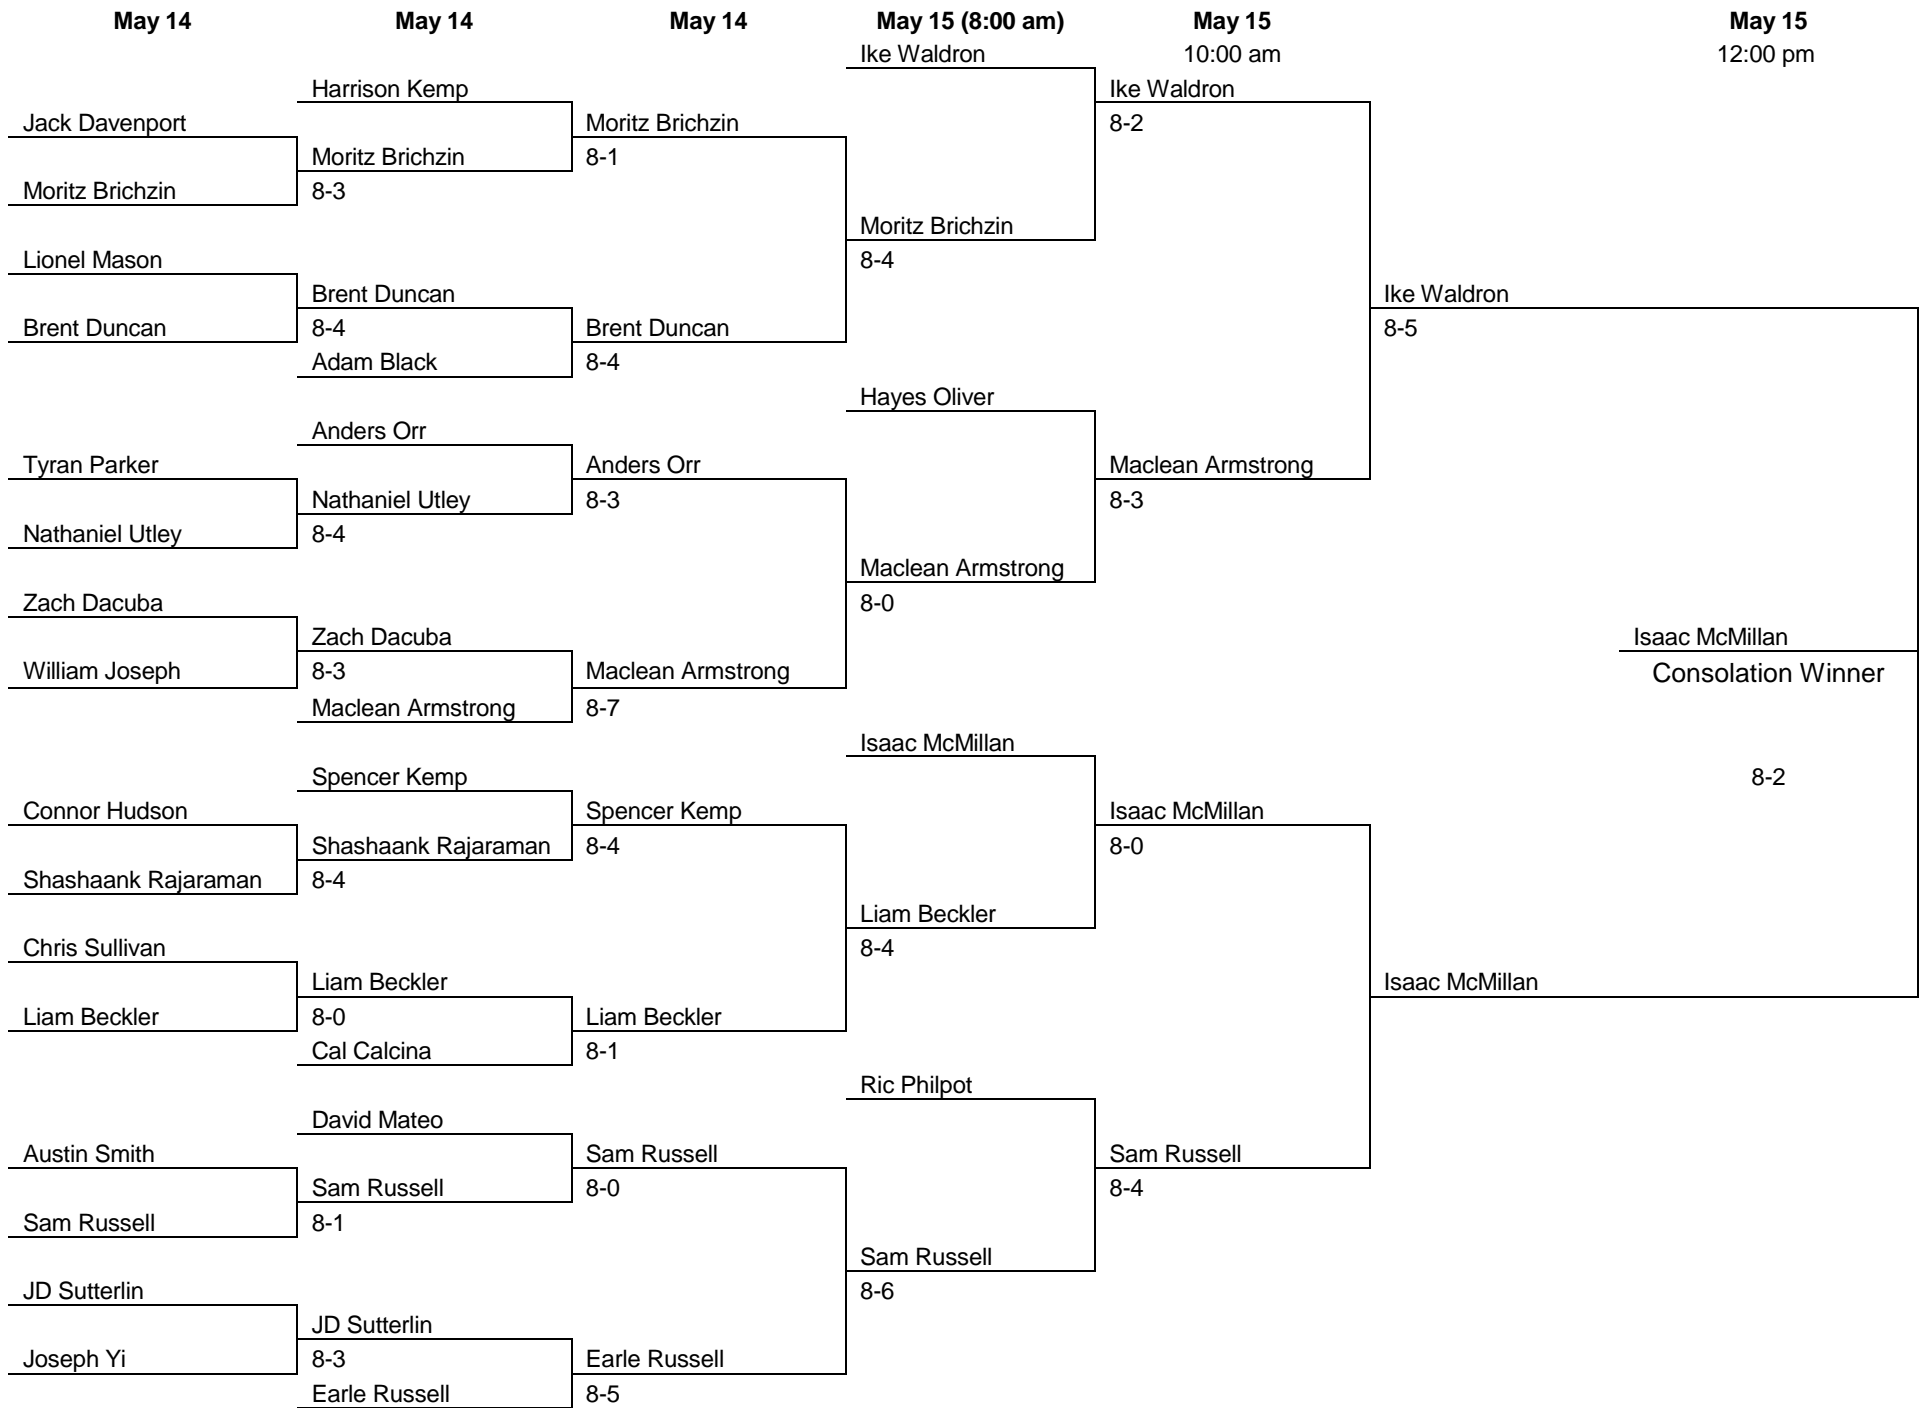 May 14 May 14 May 14 May 15 (8:00 am) May 15 May 15
Ike Waldron 10:00 am 12:00 pm
Harrison Kemp Ike Waldron
Jack Davenport Moritz Brichzin 8-2
Moritz Brichzin 8-1
Moritz Brichzin 8-3
Moritz Brichzin
Lionel Mason 8-4
Brent Duncan Ike Waldron
Brent Duncan 8-4 Brent Duncan 8-5
Adam Black 8-4
Hayes Oliver
Anders Orr
Tyran Parker Anders Orr Maclean Armstrong
Nathaniel Utley 8-3 8-3
Nathaniel Utley 8-4
Maclean Armstrong
Zach Dacuba 8-0
Zach Dacuba Isaac McMillan
William Joseph 8-3 Maclean Armstrong Consolation Winner
Maclean Armstrong 8-7
Isaac McMillan
Spencer Kemp 8-2
Connor Hudson Spencer Kemp Isaac McMillan
Shashaank Rajaraman 8-4 8-0
Shashaank Rajaraman 8-4
Liam Beckler
Chris Sullivan 8-4
Liam Beckler Isaac McMillan
Liam Beckler 8-0 Liam Beckler
Cal Calcina 8-1
Ric Philpot
David Mateo
Austin Smith Sam Russell Sam Russell
Sam Russell 8-0 8-4
Sam Russell 8-1
Sam Russell
JD Sutterlin 8-6
JD Sutterlin
Joseph Yi 8-3 Earle Russell
Earle Russell 8-5